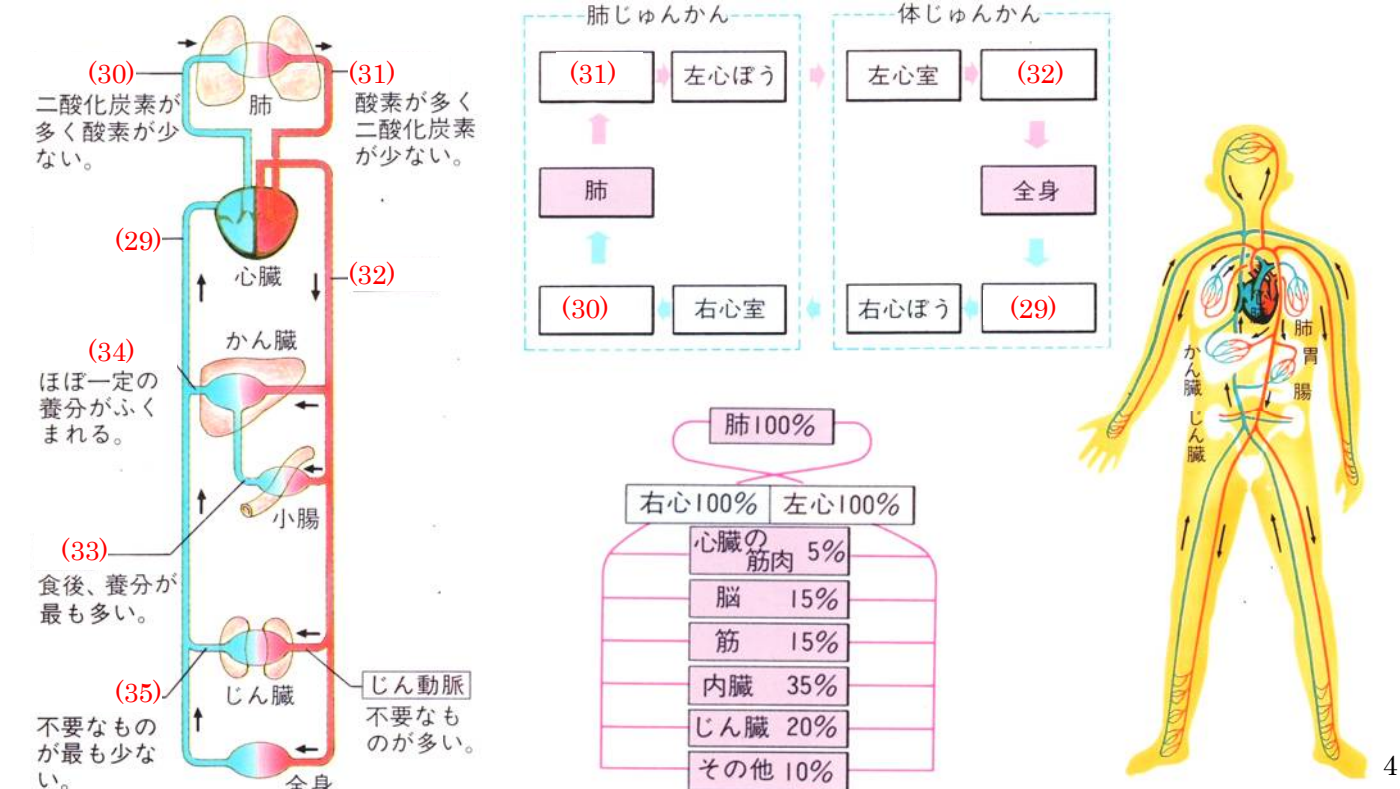 (30)
二酸化炭素が
多く酸素が少
ない。
肺
(31)
酸素が多く
二酸化炭素
が少ない。
(29)
心臓
(32)
かん臓
(34)
ほぼ一定の
養分がふく
まれる。
小腸
(33)
食後、養分が
最も多い。
(35)
じん臓
じん動脈
不要なも
のが多い。
不要なもの
が最も少な
い。
全身
肺じゅんかん
(31)
左心ぼう
肺
(30)
右心室
体じゅんかん
左心室
(32)
全身
右心ぼう
(29)
肺100%
右心100%
左心100%
心臓の
筋肉 5%
脳 15%
筋 15%
内臓 35%
じん臓 20%
その他 10%
肺
胃
腸
かん臓
じん臓
4